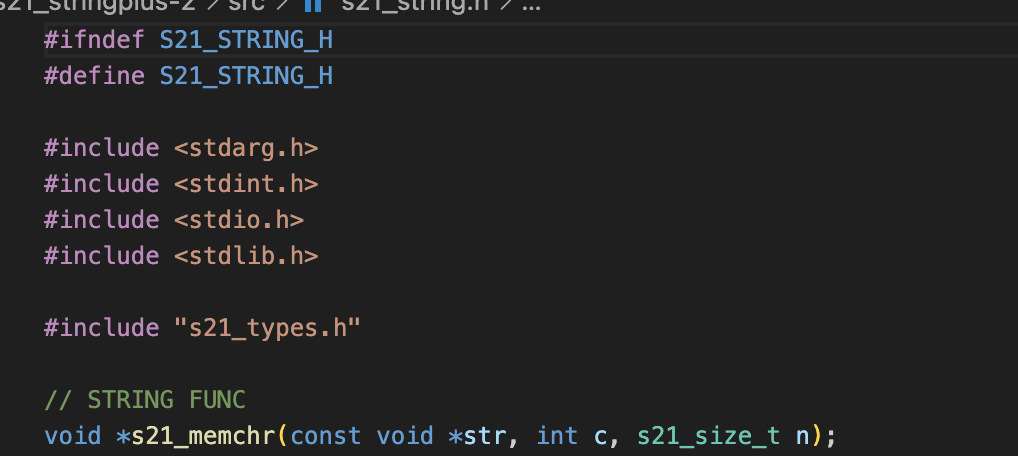 s21_stringplus-2 > src > s21_string.h > ...
#ifndef S21_STRING_H
#define S21_STRING_H
#include <stdarg.h>
#include <stdint.h>
#include <stdio.h>
#include <stdlib.h>
#include "s21_types.h"
// STRING FUNC
void *s21_memchr(const void *str, int c, s21_size_t n);